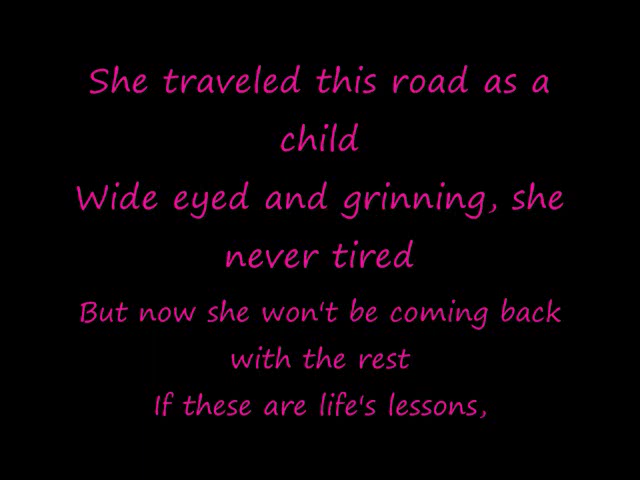 She traveled this road as a
child
Wide eyed and grinning, she
never tired
But now she won't be coming back
with the rest
If these are life's lessons,